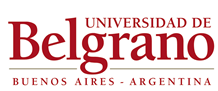 UNIVERSIDAD DE
Belgrano
BUENOS AIRES - ARGENTINA